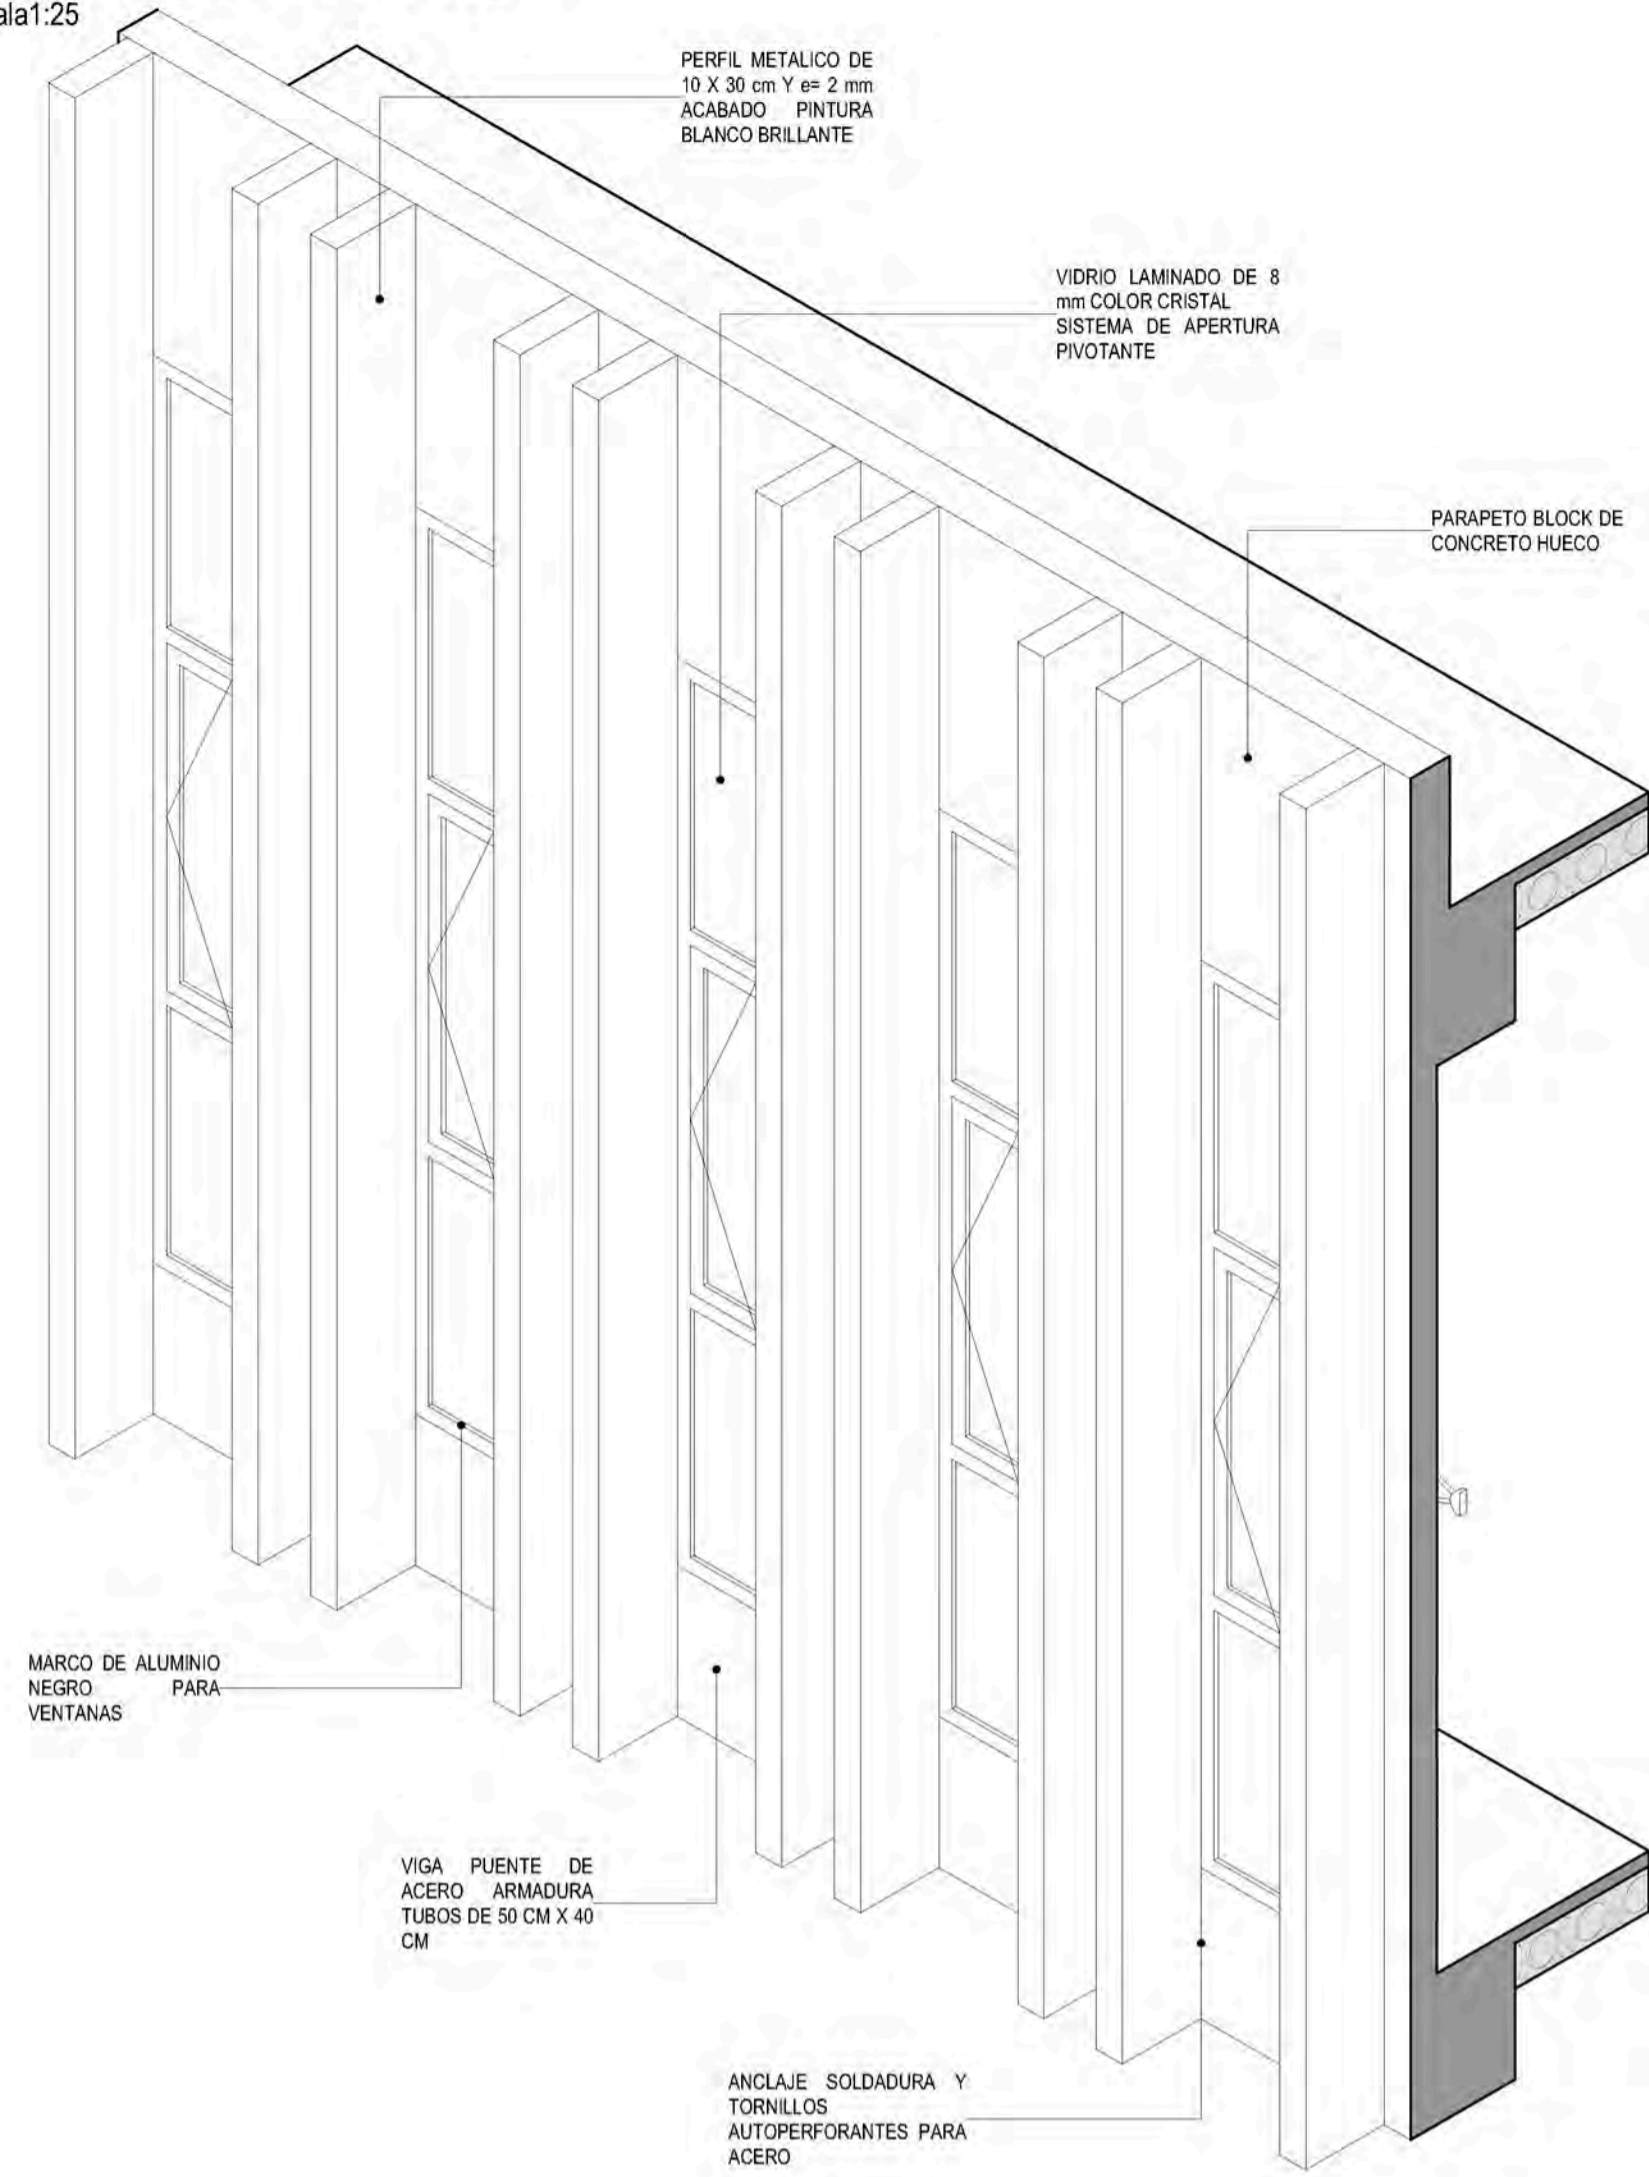 ala1:25
PERFIL METALICO DE
10 X 30 cm Y e= 2 mm
ACABADO PINTURA
BLANCO BRILLANTE
VIDRIO LAMINADO DE 8
mm COLOR CRISTAL
SISTEMA DE APERTURA
PIVOTANTE
PARAPETO BLOCK DE
CONCRETO HUECO
MARCO DE ALUMINIO
NEGRO PARA
VENTANAS
VIGA PUENTE DE
ACERO ARMADURA
TUBOS DE 50 CM X 40
CM
ANCLAJE SOLDADURA Y
TORNILLOS
AUTOPERFORANTES PARA
ACERO